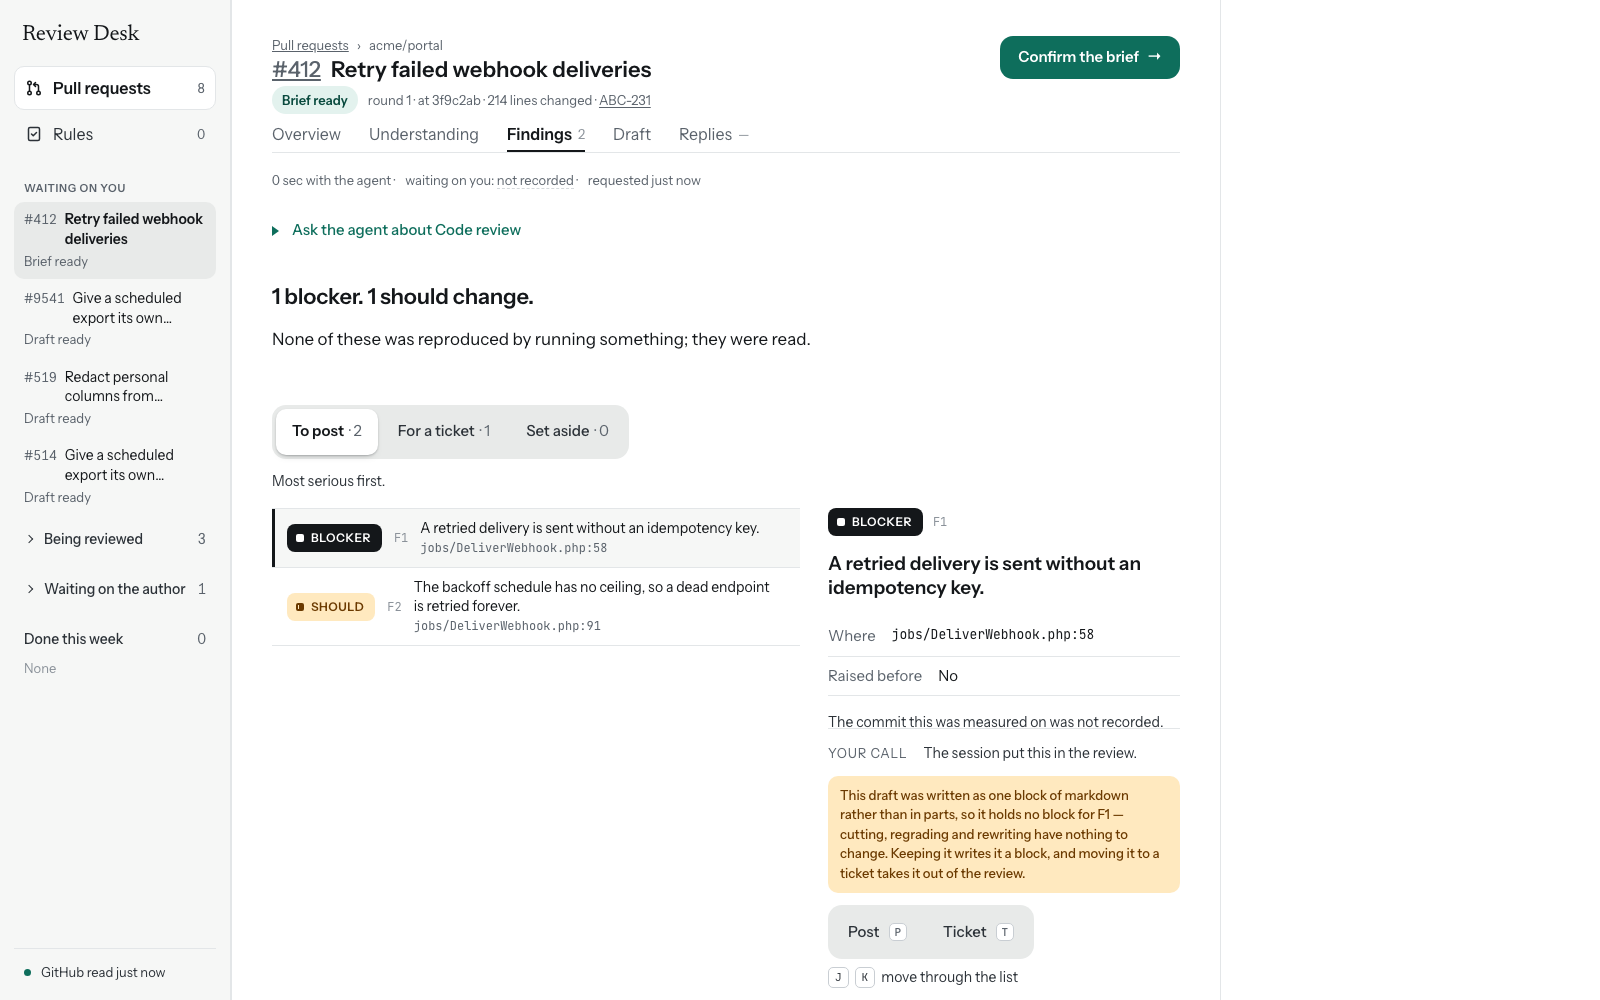 Review Desk
Pull requests 8
Rules 0
WAITING ON YOU
#412 Retry failed webhook
deliveries
Brief ready
#9541 Give a scheduled
export its own...
Draft ready
#519 Redact personal
columns from...
Draft ready
#514 Give a scheduled
export its own...
Draft ready
Being reviewed 3
Waiting on the author 1
Done this week 0
None
GitHub read just now
Pull requests › acme/portal
#412 Retry failed webhook deliveries
Brief ready round 1 · at 3f9c2ab · 214 lines changed · ABC-231
Confirm the brief →
Overview Understanding Findings 2 Draft Replies —
0 sec with the agent · waiting on you: not recorded · requested just now
Ask the agent about Code review
1 blocker. 1 should change.
None of these was reproduced by running something; they were read.
To post · 2 For a ticket · 1 Set aside · 0
Most serious first.
BLOCKER F1 A retried delivery is sent without an idempotency key.
jobs/DeliverWebhook.php:58
SHOULD F2 The backoff schedule has no ceiling, so a dead endpoint
is retried forever.
jobs/DeliverWebhook.php:91
BLOCKER F1
A retried delivery is sent without an
idempotency key.
Where jobs/DeliverWebhook.php:58
Raised before No
The commit this was measured on was not recorded.
YOUR CALL The session put this in the review.
This draft was written as one block of markdown
rather than in parts, so it holds no block for F1 —
cutting, regrading and rewriting have nothing to
change. Keeping it writes it a block, and moving it to a
ticket takes it out of the review.
Post P Ticket T
J K move through the list